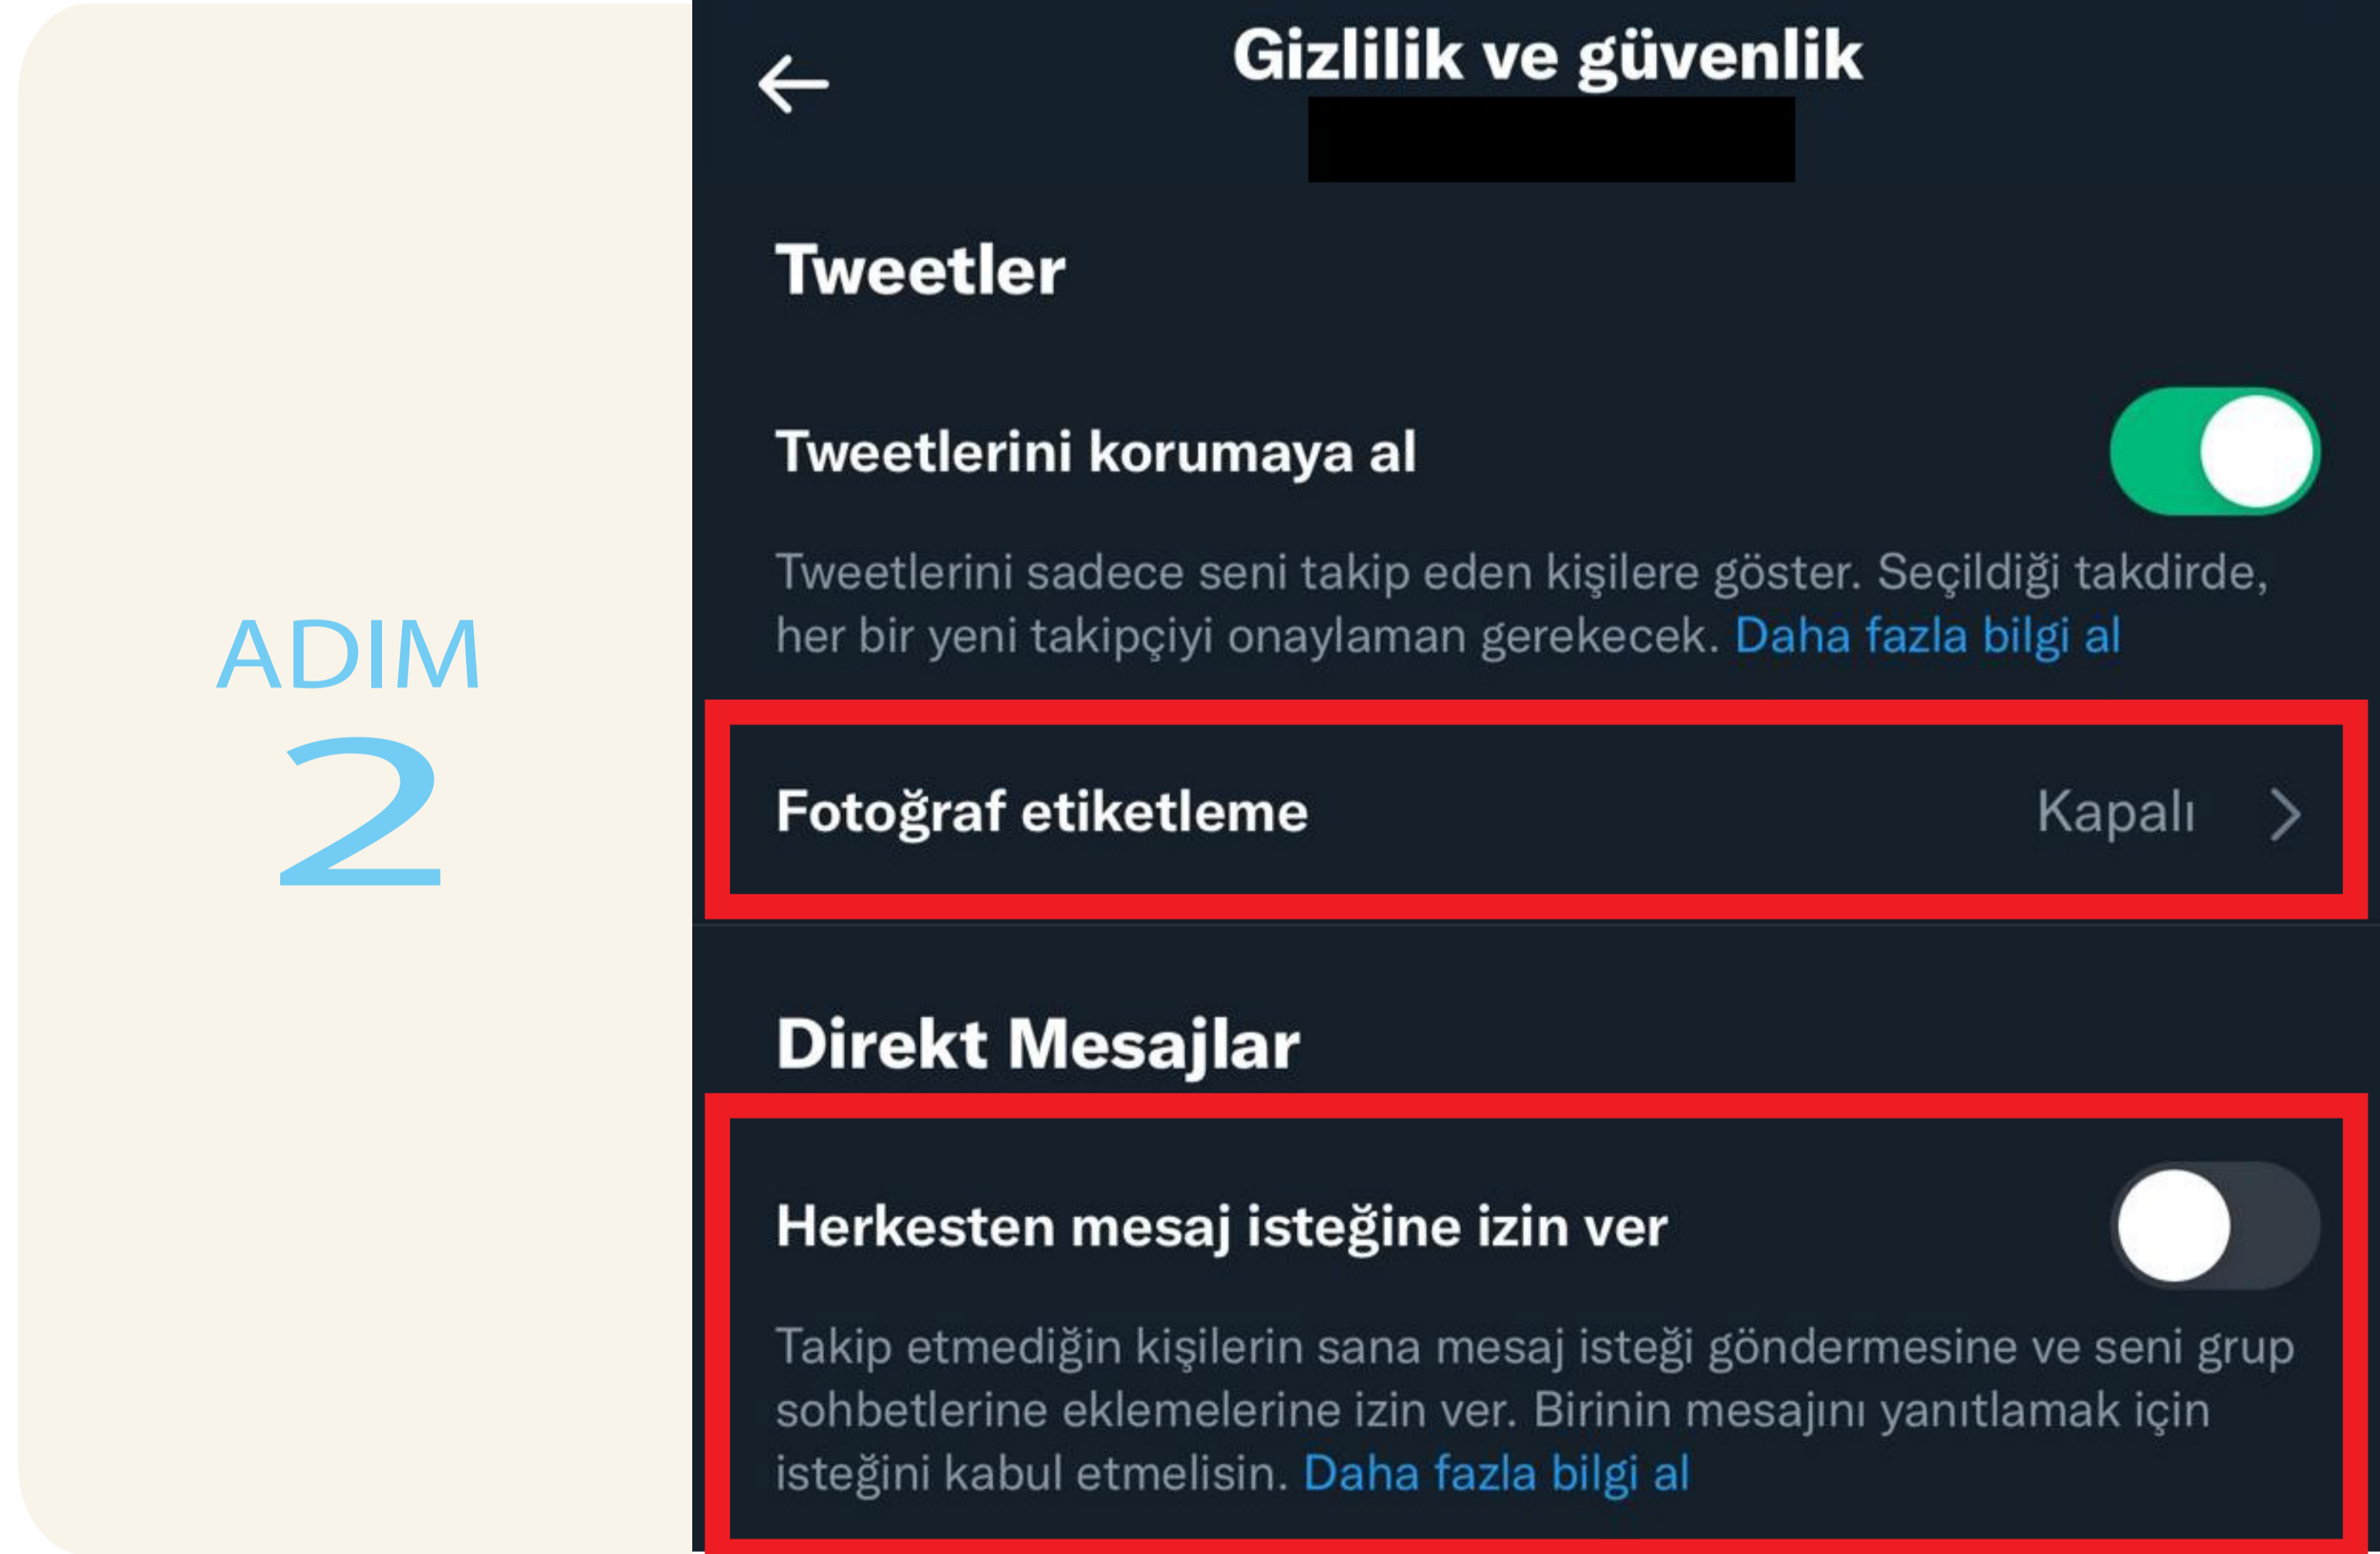 ADIM
2
Gizlilik ve güvenlik
Tweetler
Tweetlerini korumaya al
Tweetlerini sadece seni takip eden kişilere göster. Seçildiği takdirde,
her bir yeni takipçiyi onaylaman gerekecek. Daha fazla bilgi al
Fotoğraf etiketleme Kapalı
Direkt Mesajlar
Herkesten mesaj isteğine izin ver
Takip etmediğin kişilerin sana mesaj isteği göndermesine ve seni grup
sohbetlerine eklemelerine izin ver. Birinin mesajını yanıtlamak için
isteğini kabul etmelisin. Daha fazla bilgi al